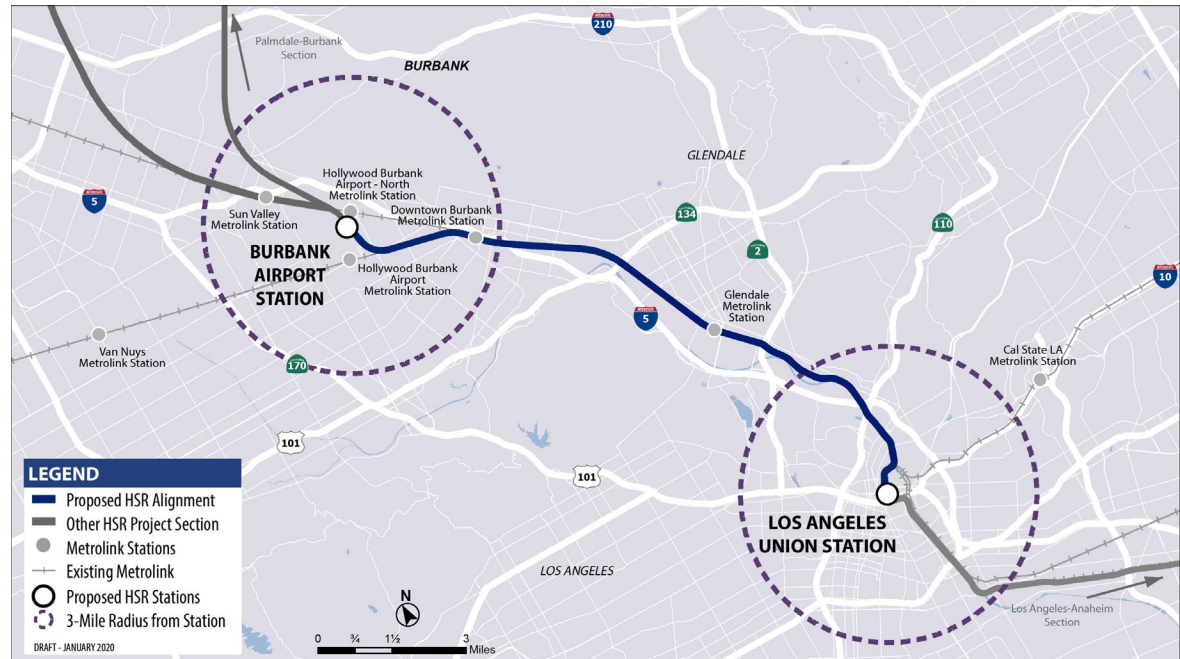 INTERSTATE
210
Palmdale-Burbank
Section
BURBANK
GLENDALE
Hollywood Burbank
Airport - North
Metrolink Station
INTERSTATE
5
Sun Valley
Metrolink Station
Downtown Burbank
Metrolink Station
134
110
2
BURBANK
AIRPORT
STATION
Hollywood Burbank
Airport
Metrolink Station
INTERSTATE
10
Glendale
Metrolink
Station
INTERSTATE
5
Van Nuys
Metrolink Station
170
Cal State LA
Metrolink Station
101
101
LOS ANGELES
UNION STATION
LOS ANGELES
Los Angeles-Anaheim
Section
LEGEND
Proposed HSR Alignment
Other HSR Project Section
Metrolink Stations
Existing Metrolink
Proposed HSR Stations
3-Mile Radius from Station
DRAFT - JANUARY 2020
N
0 ¾ 1½ 3
Miles